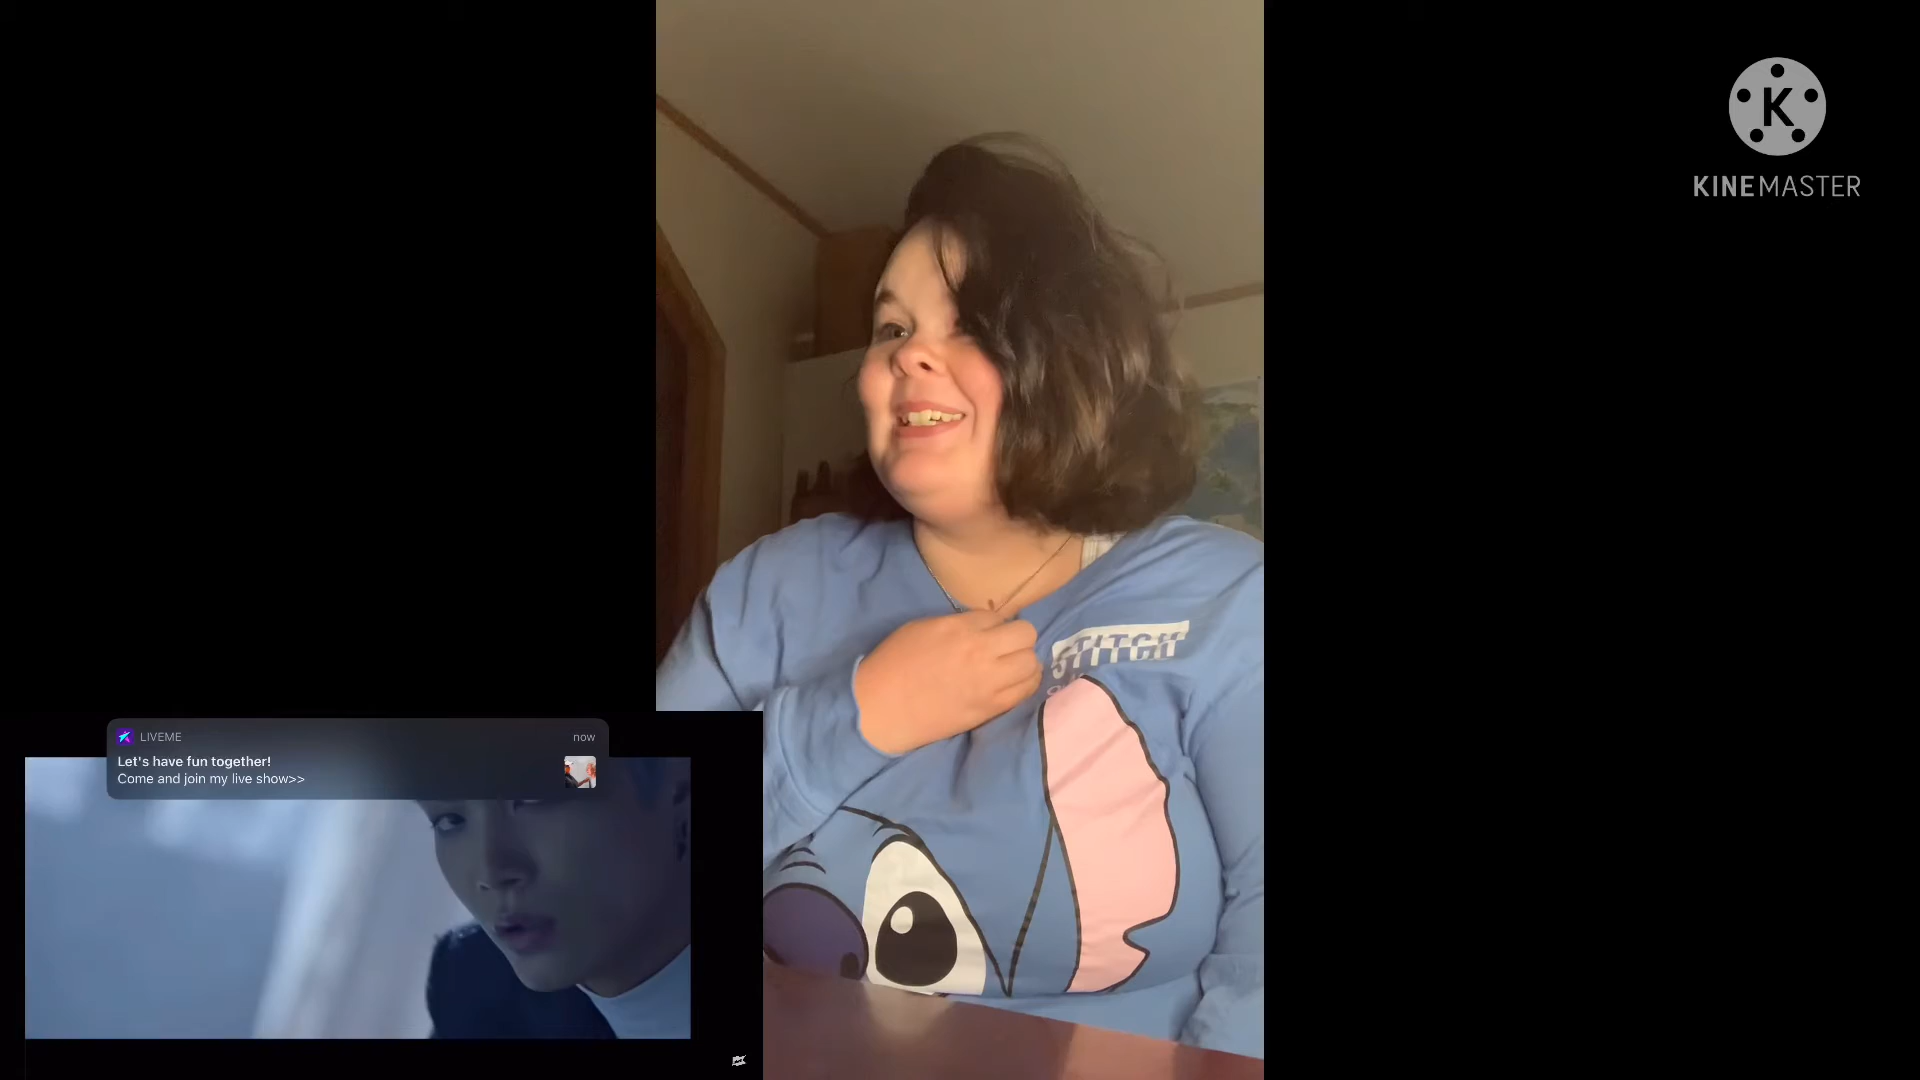 K
KINEMASTER
STITCH
LIVEME
now
Let's have fun together!
Come and join my live show>>